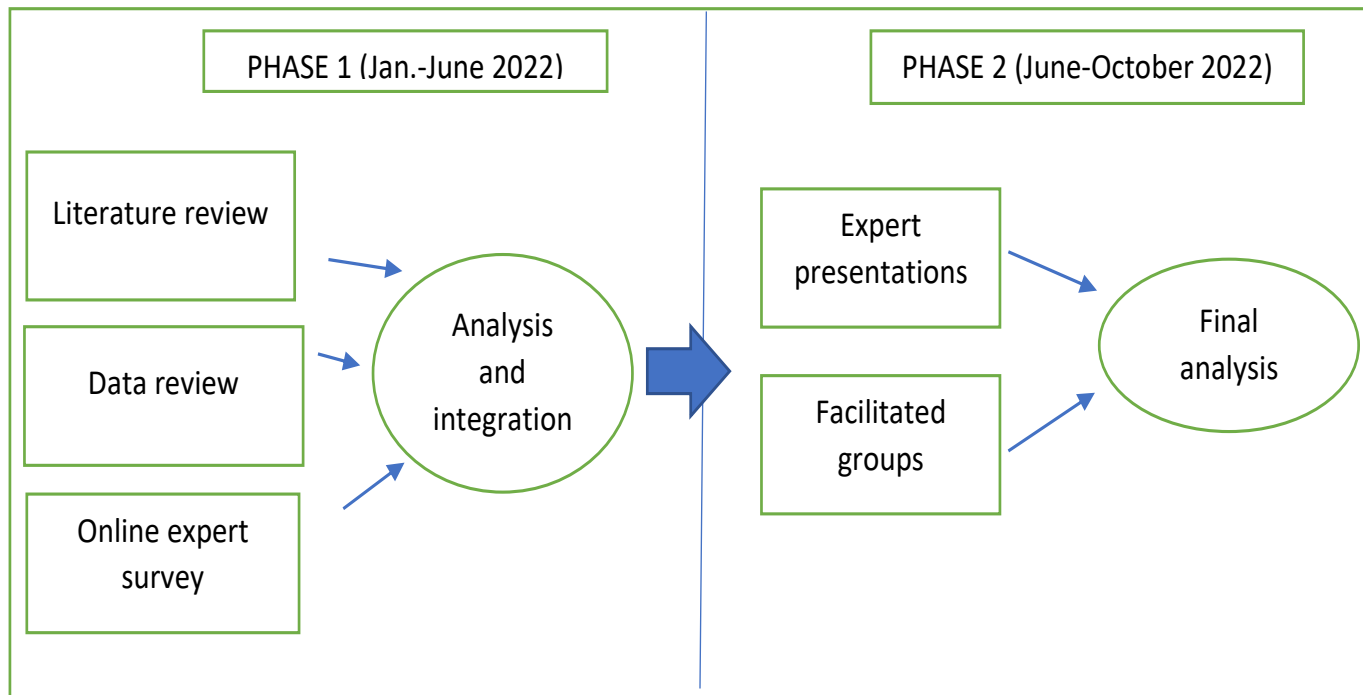 PHASE 1 (Jan.-June 2022)
Literature review
Data review
Online expert
survey
Analysis
and
integration
PHASE 2 (June-October 2022)
Expert
presentations
Facilitated
groups
Final
analysis